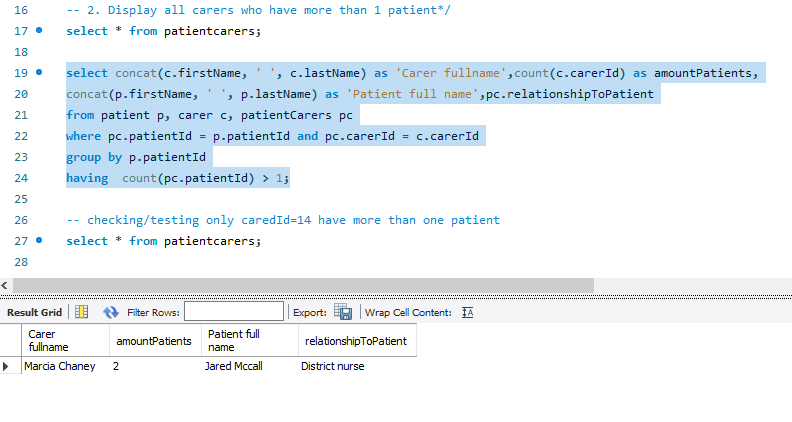 16 -- 2. Display all carers who have more than 1 patient*/
17 select * from patientcarers;
18
19 select concat(c.firstName, ' ', c.lastName) as 'Carer fullname',count(c.carerId) as amountPatients,
20 concat(p.firstName, ' ', p.lastName) as 'Patient full name',pc.relationshipToPatient
21 from patient p, carer c, patientCarers pc
22 where pc.patientId = p.patientId and pc.carerId = c.carerId
23 group by p.patientId
24 having  count(pc.patientId) > 1;
25
26 -- checking/testing only caredId=14 have more than one patient
27 select * from patientcarers;
28
Result Grid Filter Rows: Export: Wrap Cell Content:
Carer fullname amountPatients Patient full name relationshipToPatient
Marcia Chaney 2 Jared Mccall District nurse